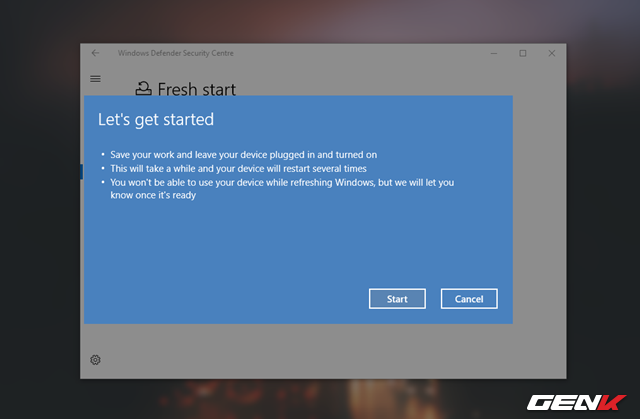 Windows Defender Security Centre
Fresh start
Let's get started
• Save your work and leave your device plugged in and turned on
• This will take a while and your device will restart several times
• You won't be able to use your device while refreshing Windows, but we will let you
know once it's ready
Start
Cancel
GENK